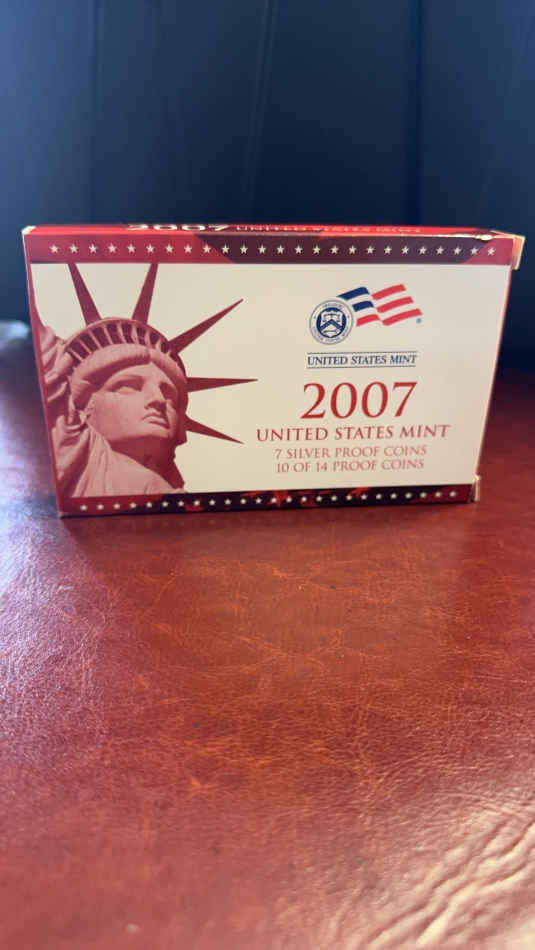 2007 UNITED STATES MINT
UNITED STATES MINT
2007
UNITED STATES MINT
7 SILVER PROOF COINS
10 OF 14 PROOF COINS